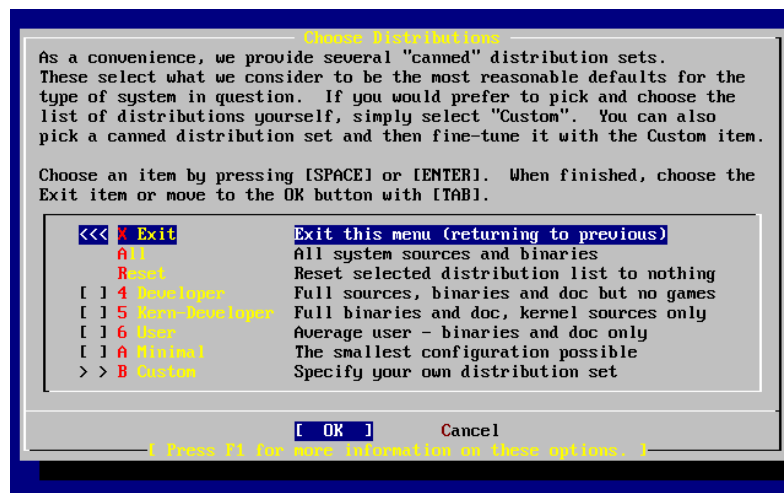 Choose Distributions
As a convenience, we provide several "canned" distribution sets.
These select what we consider to be the most reasonable defaults for the
type of system in question.  If you would prefer to pick and choose the
list of distributions yourself, simply select "Custom".  You can also
pick a canned distribution set and then fine-tune it with the Custom item.
Choose an item by pressing [SPACE] or [ENTER].  When finished, choose the
Exit item or move to the OK button with [TAB].
<<< X Exit Exit this menu (returning to previous)
All All system sources and binaries
Reset Reset selected distribution list to nothing
[ ] 4 Developer Full sources, binaries and doc but no games
[ ] 5 Kern-Developer Full binaries and doc, kernel sources only
[ ] 6 User Average user - binaries and doc only
[ ] A Minimal The smallest configuration possible
> > B Custom Specify your own distribution set
[ OK ] Cancel
[ Press F1 for more information on these options. ]